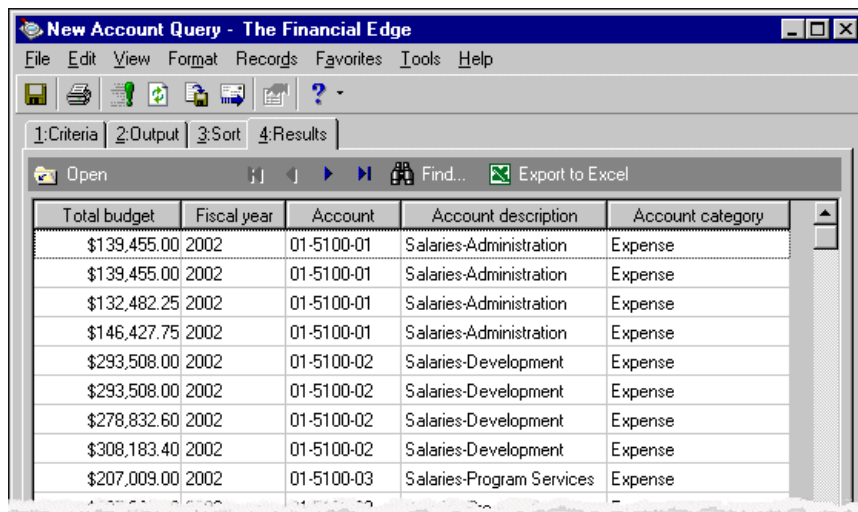 New Account Query - The Financial Edge
File Edit View Format Records Favorites Tools Help
1:Criteria 2:Output 3:Sort 4:Results
Open Find... Export to Excel
Total budget Fiscal year Account Account description Account category
$139,455.00 2002 01-5100-01 Salaries-Administration Expense
$139,455.00 2002 01-5100-01 Salaries-Administration Expense
$132,482.25 2002 01-5100-01 Salaries-Administration Expense
$146,427.75 2002 01-5100-01 Salaries-Administration Expense
$293,508.00 2002 01-5100-02 Salaries-Development Expense
$293,508.00 2002 01-5100-02 Salaries-Development Expense
$278,832.60 2002 01-5100-02 Salaries-Development Expense
$308,183.40 2002 01-5100-02 Salaries-Development Expense
$207,009.00 2002 01-5100-03 Salaries-Program Services Expense